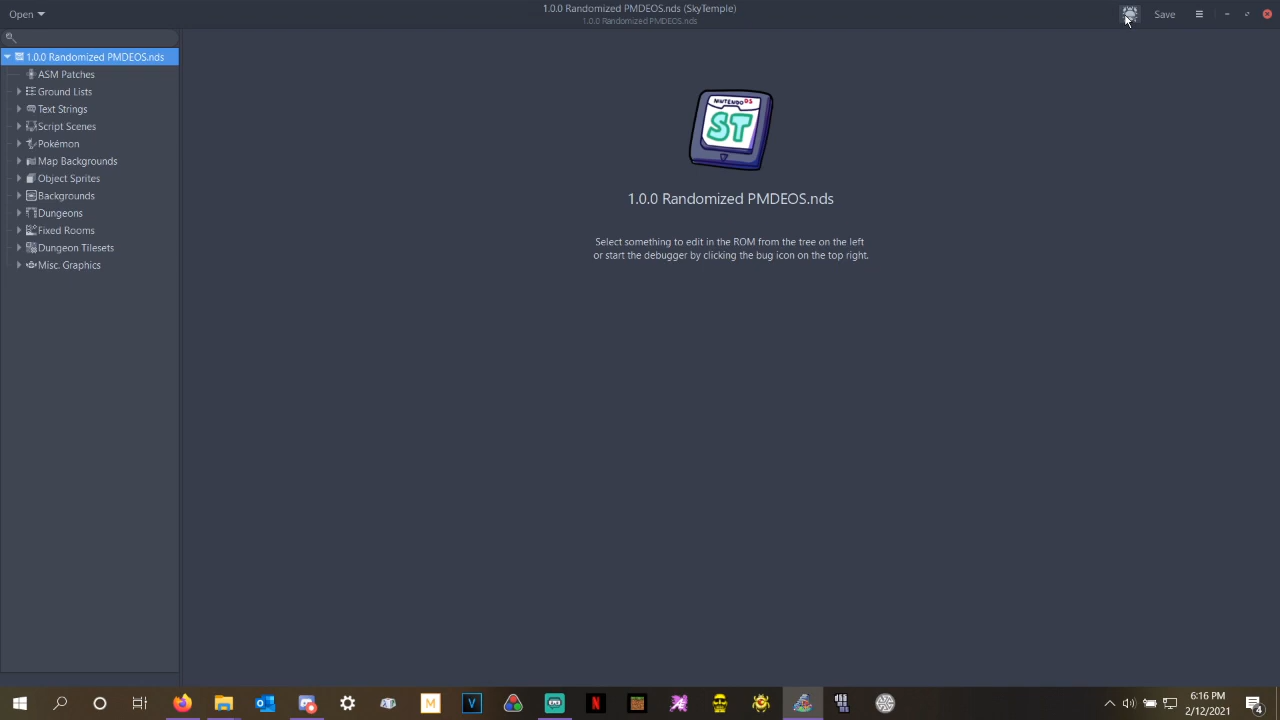 1.0.0 Randomized PMDEOS.nds (SkyTemple)
1.0.0 Randomized PMDEOS.nds
Open
Save
1.0.0 Randomized PMDEOS.nds
ASM Patches
Ground Lists
Text Strings
Script Scenes
Pokémon
Map Backgrounds
Object Sprites
Backgrounds
Dungeons
Fixed Rooms
Dungeon Tilesets
Misc. Graphics
NINTENDO DS
ST
1.0.0 Randomized PMDEOS.nds
Select something to edit in the ROM from the tree on the left
or start the debugger by clicking the bug icon on the top right.
M
V
N
6:16 PM
2/12/2021
4